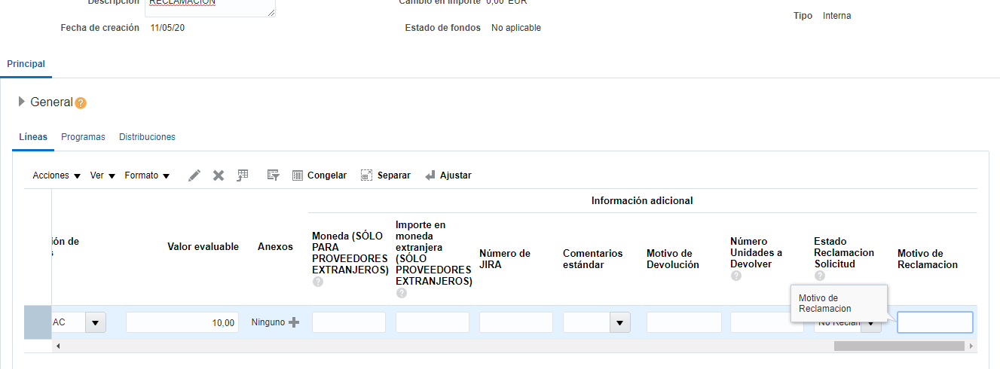 Descripción RECLAMACION Cambio en importe 0,00 EUR
Tipo Interna
Fecha de creación 11/05/20 Estado de fondos No aplicable
Principal
General ?
Líneas Programas Distribuciones
Acciones Ver Formato Congelar Separar Ajustar
Información adicional
ión de
s
Valor evaluable
Anexos
Moneda (SÓLO
PARA
PROVEEDORES
EXTRANJEROS)
?
Importe en
moneda
extranjera
(SÓLO
PROVEEDORES
EXTRANJEROS)
?
Número de
JIRA
Comentarios
estándar
Motivo de
Devolución
Número
Unidades a
Devolver
?
Estado
Reclamacion
Solicitud
?
Motivo de
Reclamacion
Motivo de
Reclamacion
AC 10,00 Ninguno No Reclam